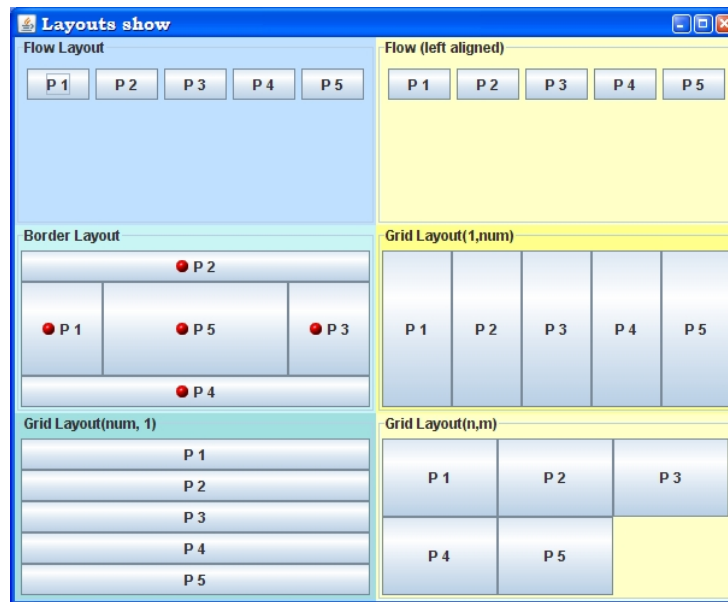 Layouts show
Flow Layout
P 1 P 2 P 3 P 4 P 5
Flow (left aligned)
P 1 P 2 P 3 P 4 P 5
Border Layout
P 2
P 1 P 5 P 3
P 4
Grid Layout(1,num)
P 1 P 2 P 3 P 4 P 5
Grid Layout(num, 1)
P 1
P 2
P 3
P 4
P 5
Grid Layout(n,m)
P 1 P 2 P 3
P 4 P 5